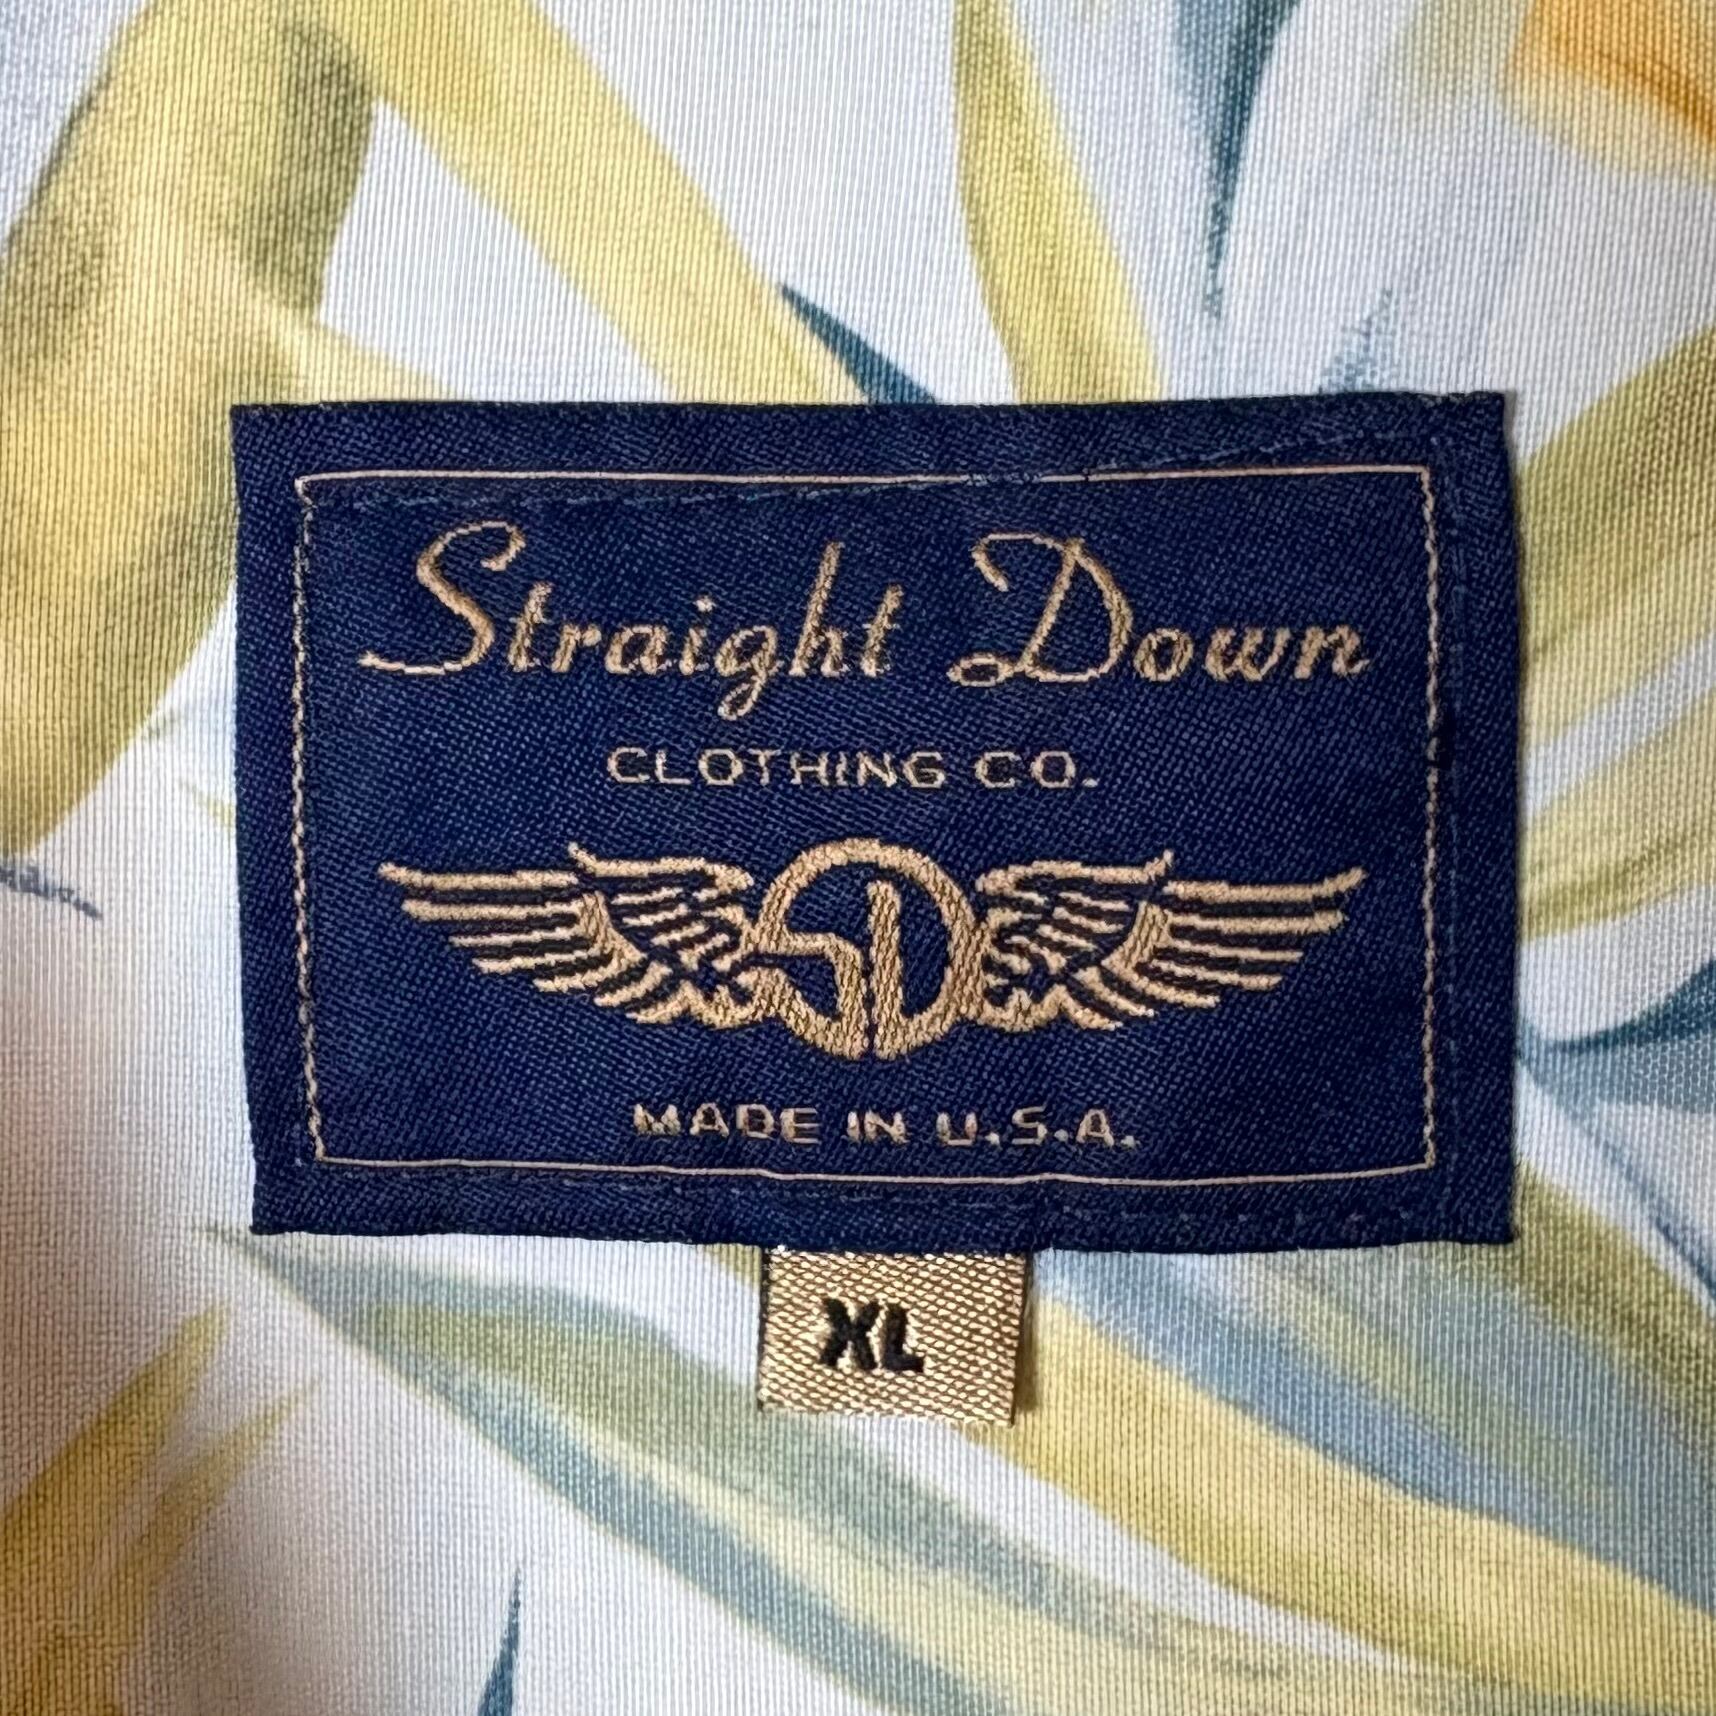 Straight Down
CLOTHING CO.
SD
MADE IN U.S.A.
XL